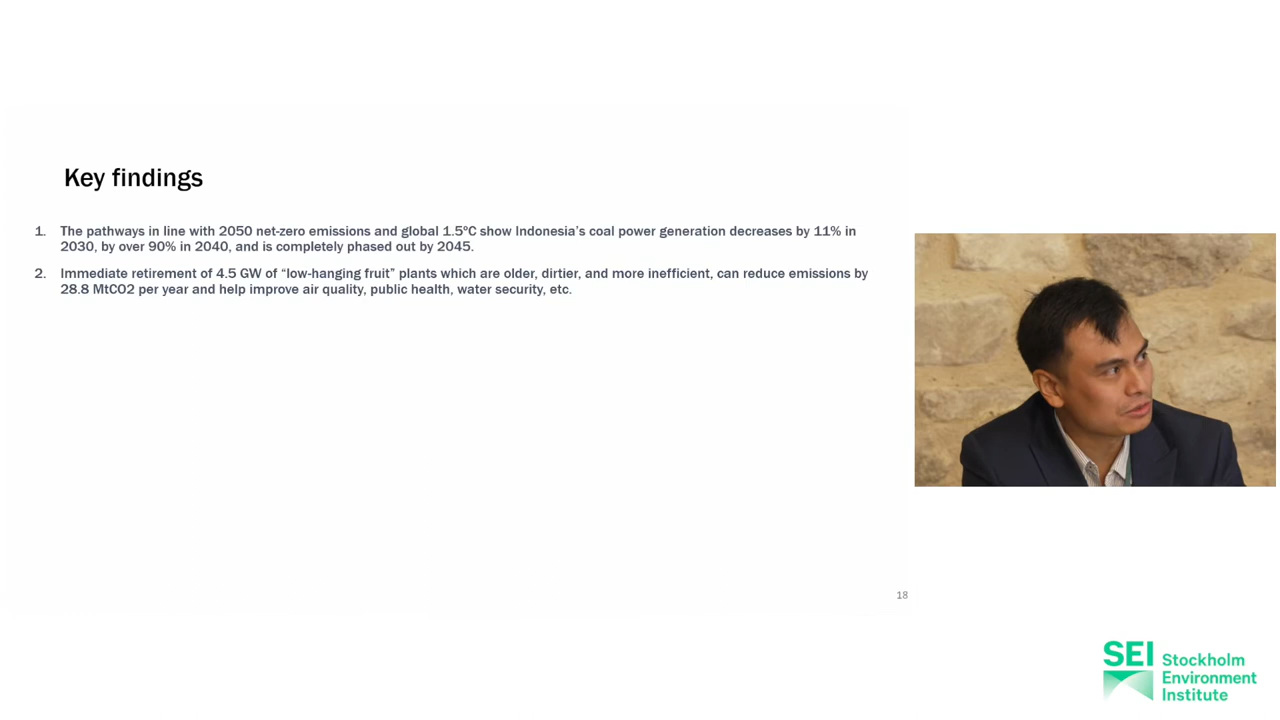 Key findings
1. The pathways in line with 2050 net-zero emissions and global 1.5ºC show Indonesia's coal power generation decreases by 11% in
2030, by over 90% in 2040, and is completely phased out by 2045.
2. Immediate retirement of 4.5 GW of “low-hanging fruit” plants which are older, dirtier, and more inefficient, can reduce emissions by
28.8 MtCO2 per year and help improve air quality, public health, water security, etc.
18
SEI Stockholm
Environment
Institute